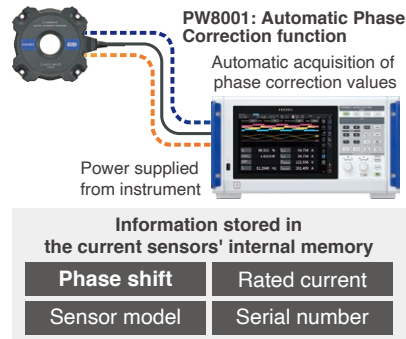 PW8001: Automatic Phase
Correction function
Automatic acquisition of
phase correction values
HIOKI
Power supplied
from instrument
Information stored in
the current sensors' internal memory
Phase shift
Rated current
Sensor model
Serial number